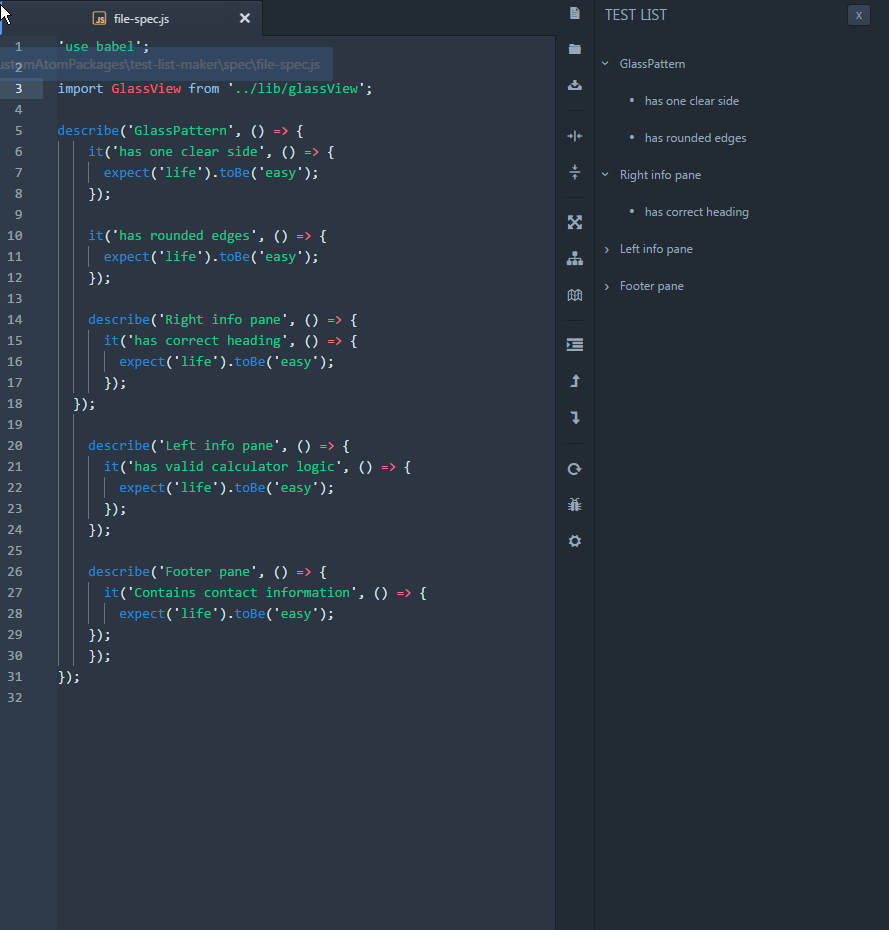 file-spec.js
1 'use babel';
2 ustomAtomPackages\test-list-maker\spec\file-spec.js
3 import GlassView from '../lib/glassView';
4
5 describe('GlassPattern', () => {
6 it('has one clear side', () => {
7 expect('life').toBe('easy');
8 });
9
10 it('has rounded edges', () => {
11 expect('life').toBe('easy');
12 });
13
14 describe('Right info pane', () => {
15 it('has correct heading', () => {
16 expect('life').toBe('easy');
17 });
18 });
19
20 describe('Left info pane', () => {
21 it('has valid calculator logic', () => {
22 expect('life').toBe('easy');
23 });
24 });
25
26 describe('Footer pane', () => {
27 it('Contains contact information', () => {
28 expect('life').toBe('easy');
29 });
30 });
31 });
32
TEST LIST
x
GlassPattern
• has one clear side
• has rounded edges
Right info pane
• has correct heading
Left info pane
Footer pane